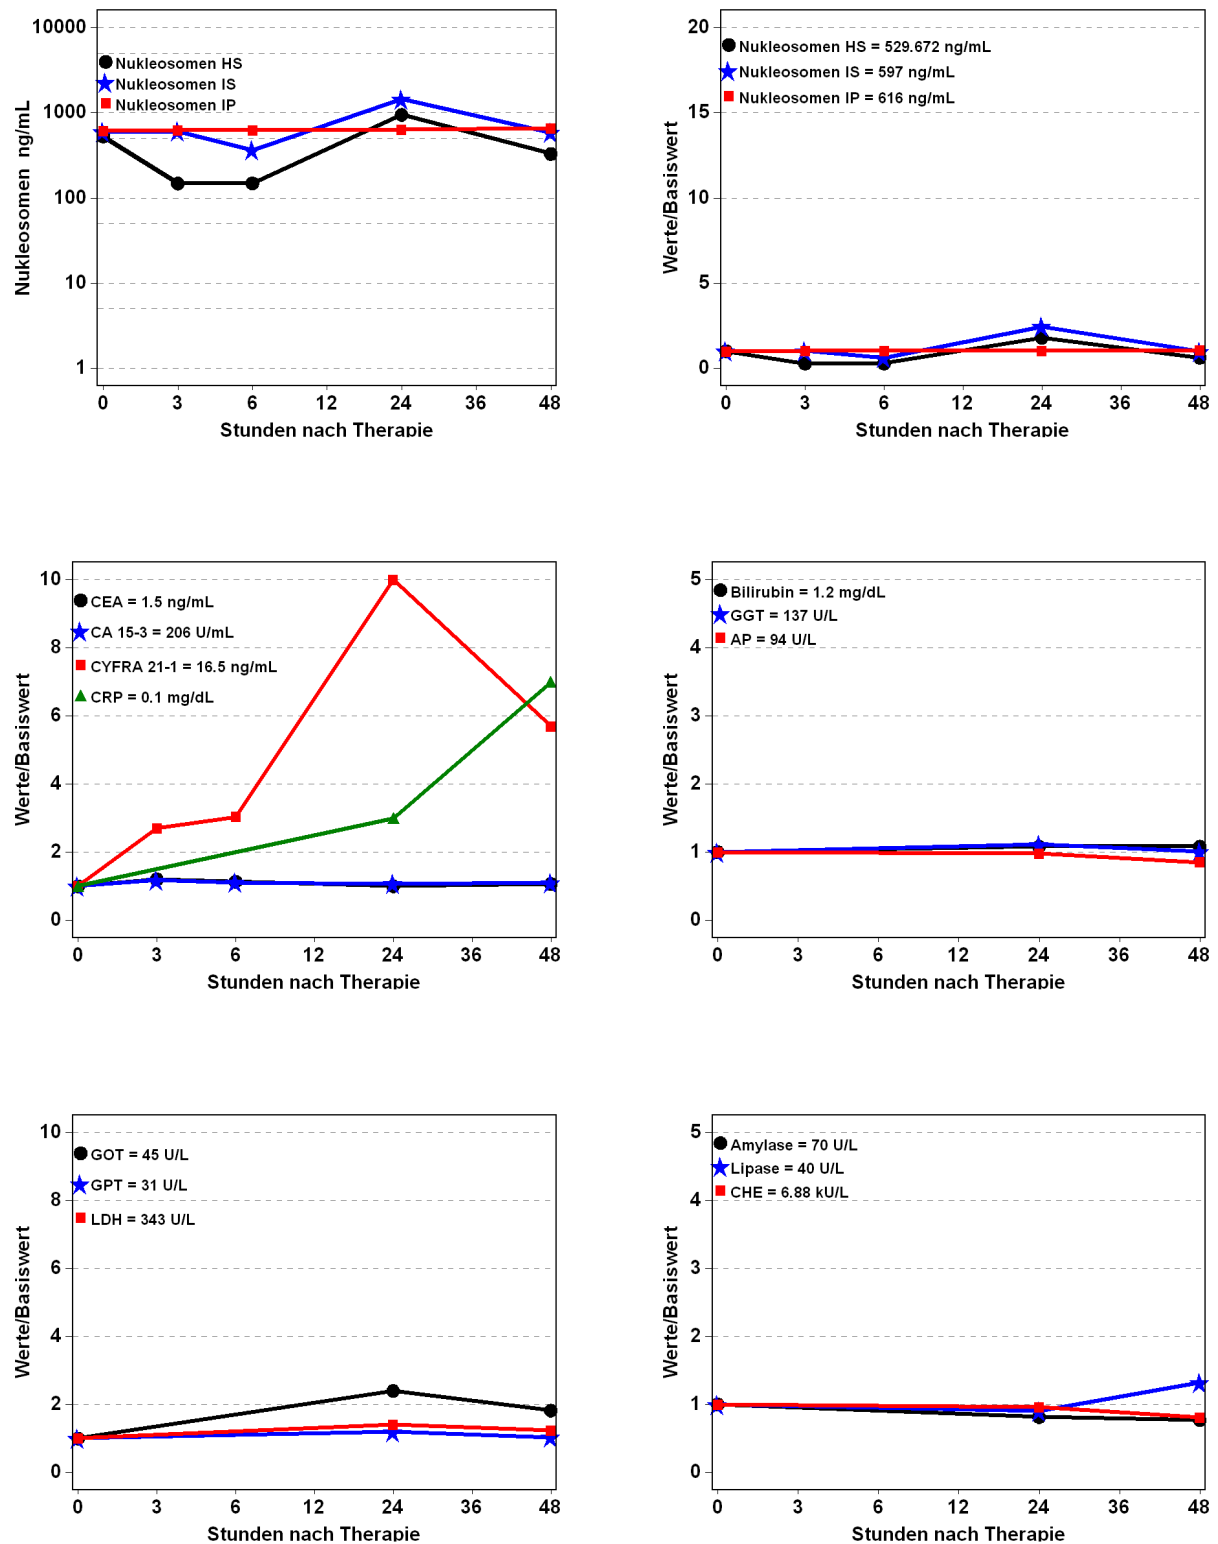 10000
1000
100
10
1
Nukleosomen ng/mL
Nukleosomen HS
Nukleosomen IS
Nukleosomen IP
0 3 6 12 24 36 48
Stunden nach Therapie
20
15
10
5
0
Werte/Basiswert
Nukleosomen HS = 529.672 ng/mL
Nukleosomen IS = 597 ng/mL
Nukleosomen IP = 616 ng/mL
0 3 6 12 24 36 48
Stunden nach Therapie
10
8
6
4
2
0
Werte/Basiswert
CEA = 1.5 ng/mL
CA 15-3 = 206 U/mL
CYFRA 21-1 = 16.5 ng/mL
CRP = 0.1 mg/dL
0 3 6 12 24 36 48
Stunden nach Therapie
5
4
3
2
1
0
Werte/Basiswert
Bilirubin = 1.2 mg/dL
GGT = 137 U/L
AP = 94 U/L
0 3 6 12 24 36 48
Stunden nach Therapie
10
8
6
4
2
0
Werte/Basiswert
GOT = 45 U/L
GPT = 31 U/L
LDH = 343 U/L
0 3 6 12 24 36 48
Stunden nach Therapie
5
4
3
2
1
0
Werte/Basiswert
Amylase = 70 U/L
Lipase = 40 U/L
CHE = 6.88 kU/L
0 3 6 12 24 36 48
Stunden nach Therapie